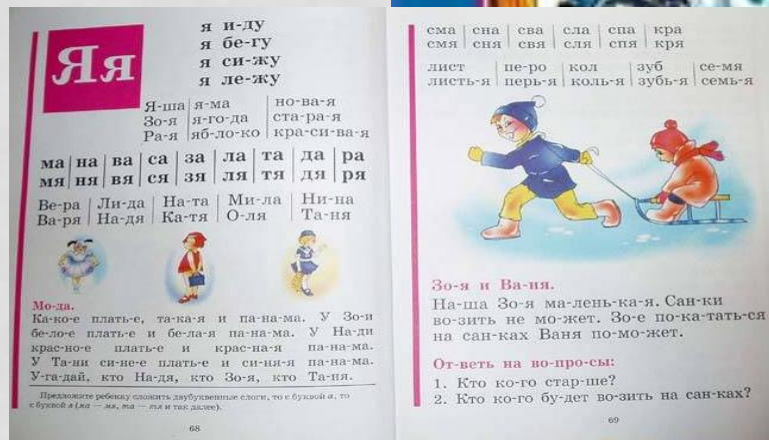 Яя
я и-ду
я бе-гу
я си-жу
я ле-жу
Я-ша | я-ма | но-ва-я
Зо-я | я-го-да | ста-ра-я
Ра-я | яб-ло-ко | кра-си-ва-я
ма | на | ва | са | за | ла | та | да | ра
мя | ня | вя | ся | зя | ля | тя | дя | ря
Ве-ра | Ли-да | На-та | Ми-ла | Ни-на
Ва-ря | На-дя | Ка-тя | О-ля | Та-ня
Мо-да.
Ка-ко-е плать-е, та-ка-я и па-на-ма. У Зо-и
бе-ло-е платье и бе-ла-я па-на-ма. У На-ди
крас-но-е плать-е и крас-на-я па-на-ма.
У Та-ни си-не-е плать-е и си-ня-я па-на-ма.
У-га-дай, кто На-дя, кто Зо-я, кто Та-ня.
Предложите ребенку сложить двубуквенные слоги, то с буквой а, то
с буквой я (ма — мя, та — тя и так далее).
68
сма | сна | сва | сла | спа | кра
смя | сня | свя | сля | спя | кря
лист | пе-ро | кол | зуб | се-мя
листь-я | перь-я | коль-я | зубь-я | семь-я
Зо-я и Ва-ня.
На-ша Зо-я ма-лень-ка-я. Сан-ки
во-зить не мо-жет. Зо-е по-ка-тать-ся
на сан-ках Ваня по-мо-жет.
От-веть на во-про-сы:
1. Кто ко-го стар-ше?
2. Кто ко-го бу-дет во-зить на сан-ках?
69